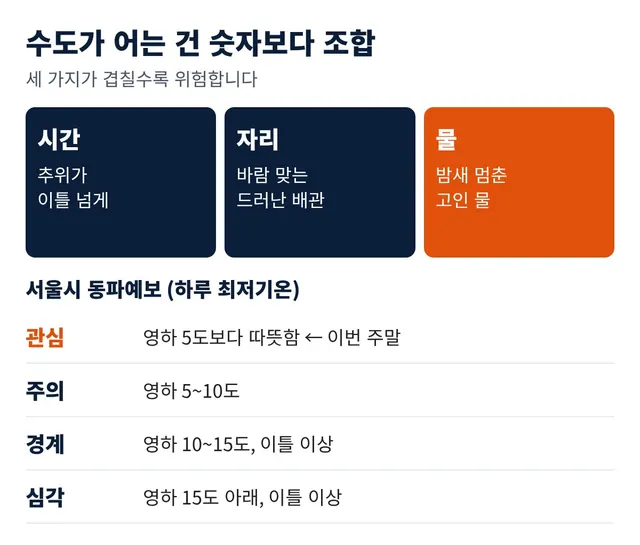 수도가 어는 건 숫자보다 조합
세 가지가 겹칠수록 위험합니다
시간
추위가
이틀 넘게
자리
바람 맞는
드러난 배관
물
밤새 멈춘
고인 물
서울시 동파예보 (하루 최저기온)
관심 영하 5도보다 따뜻함 ← 이번 주말
주의 영하 5~10도
경계 영하 10~15도, 이틀 이상
심각 영하 15도 아래, 이틀 이상